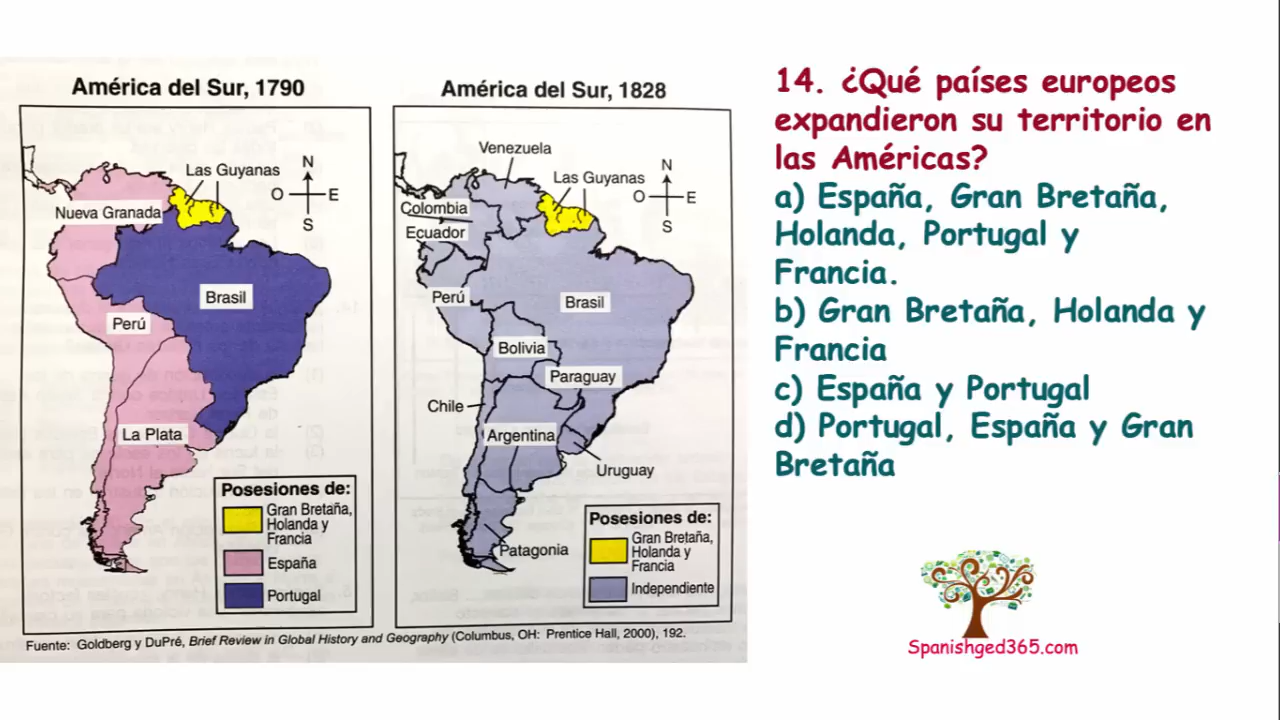 América del Sur, 1790
Las Guyanas
N
O
E
S
Nueva Granada
Brasil
Perú
La Plata
Posesiones de:
Gran Bretaña,
Holanda y
Francia
España
Portugal
América del Sur, 1828
Venezuela
Las Guyanas
N
O
E
S
Colombia
Ecuador
Perú
Brasil
Bolivia
Paraguay
Chile
Argentina
Uruguay
Patagonia
Posesiones de:
Gran Bretaña,
Holanda y
Francia
Independiente
Fuente: Goldberg y DuPré, Brief Review in Global History and Geography (Columbus, OH: Prentice Hall, 2000), 192.
14. ¿Qué países europeos
expandieron su territorio en
las Américas?
a) España, Gran Bretaña,
Holanda, Portugal y
Francia.
b) Gran Bretaña, Holanda y
Francia
c) España y Portugal
d) Portugal, España y Gran
Bretaña
Spanishged365.com